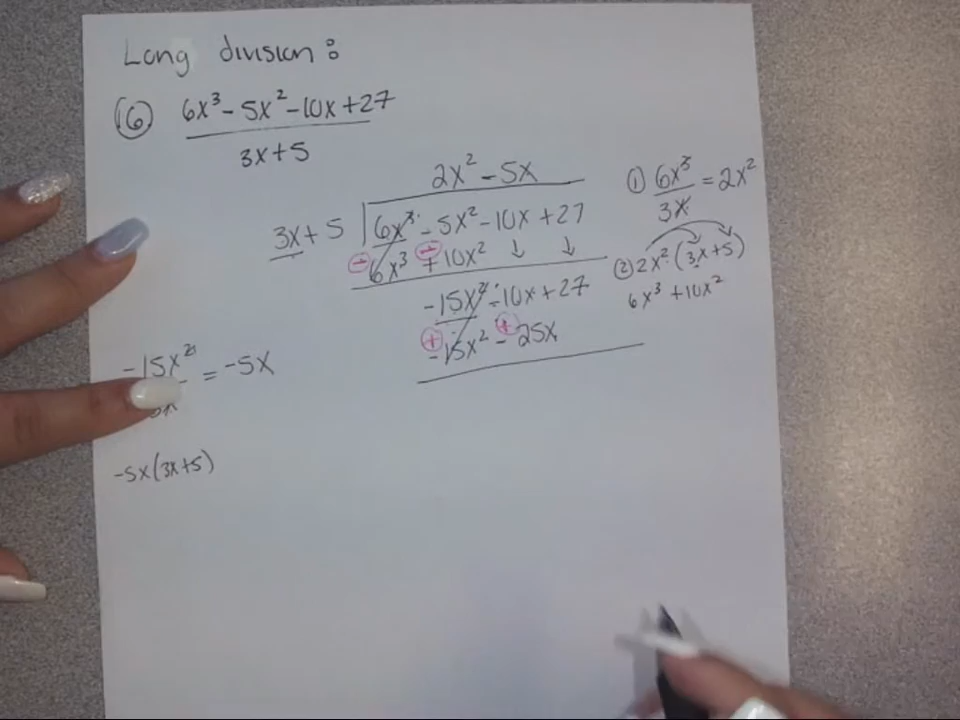 Long division:
(6) 6x³ - 5x² - 10x + 27
3x + 5
2x² - 5x
3x + 5 6x³ - 5x² - 10x + 27
- 6x³ + 10x² ↓ ↓
-15x² - 10x + 27
+ -15x² - + 25x
① 6x³ = 2x²
3x
② 2x² (3x + 5)
6x³ + 10x²
-15x² = -5x
3x
-5x(3x+5)